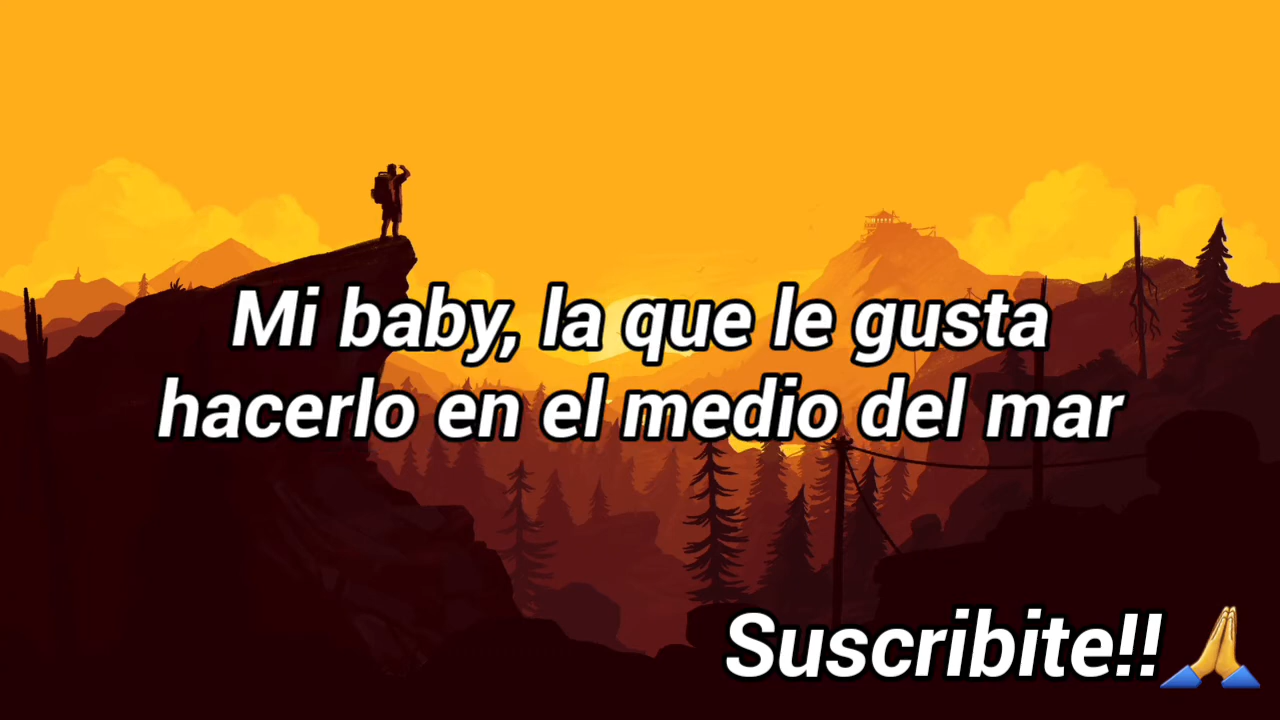 Mi baby, la que le gusta
hacerlo en el medio del mar
Suscribite!!🙏